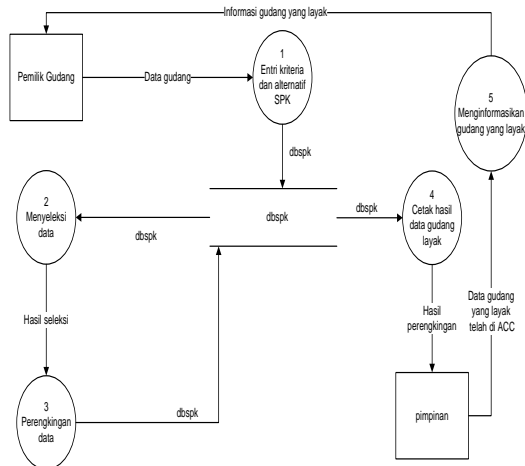 Informasi gudang yang layak
Pemilik Gudang
Data gudang
1
Entri kriteria
dan alternatif
SPK
5
Menginformasikan
gudang yang layak
dbspk
2
Menyeleksi
data
dbspk
dbspk
dbspk
4
Cetak hasil
data gudang
layak
Hasil seleksi
Hasil
perengkingan
Data gudang
yang layak
telah di ACC
3
Perengkingan
data
dbspk
pimpinan